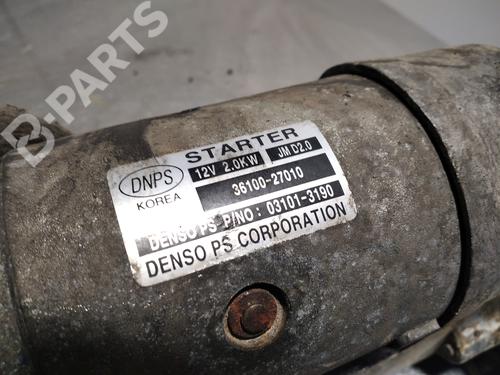 B-PARTS
STARTER
DNPS
KOREA
12V 2.0KW JM D2.0
36100-27010
DENSO PS P/NO : 03101-3190
DENSO PS CORPORATION